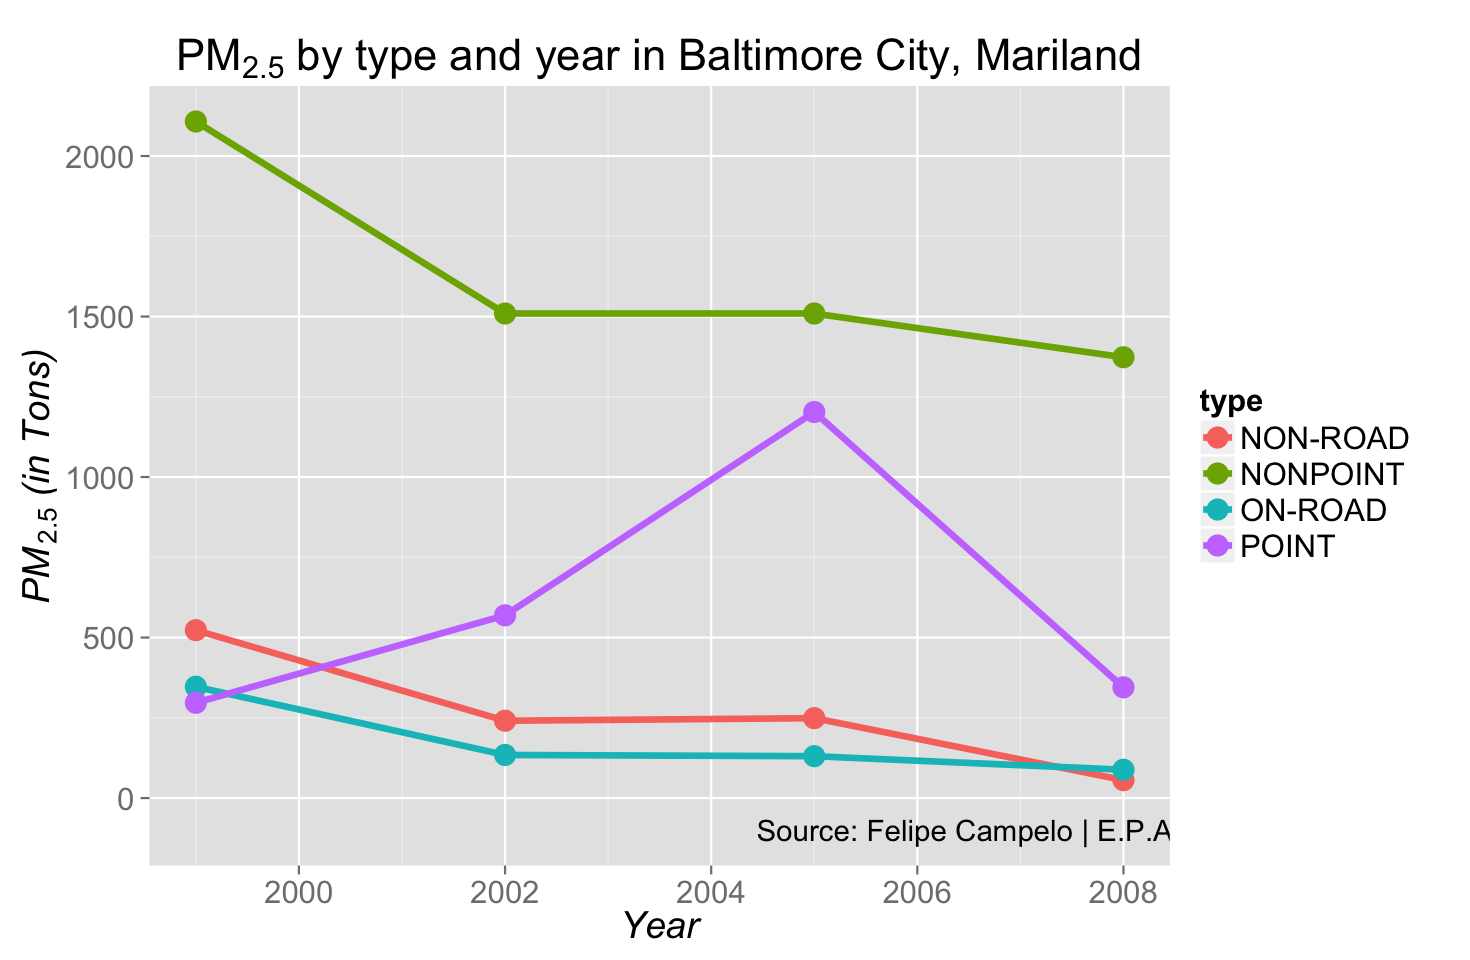 PM2.5 by type and year in Baltimore City, Mariland
PM2.5 (in Tons)
2000
1500
1000
500
0
2000 2002 2004 2006 2008
Year
Source: Felipe Campelo | E.P.A
type
NON-ROAD
NONPOINT
ON-ROAD
POINT